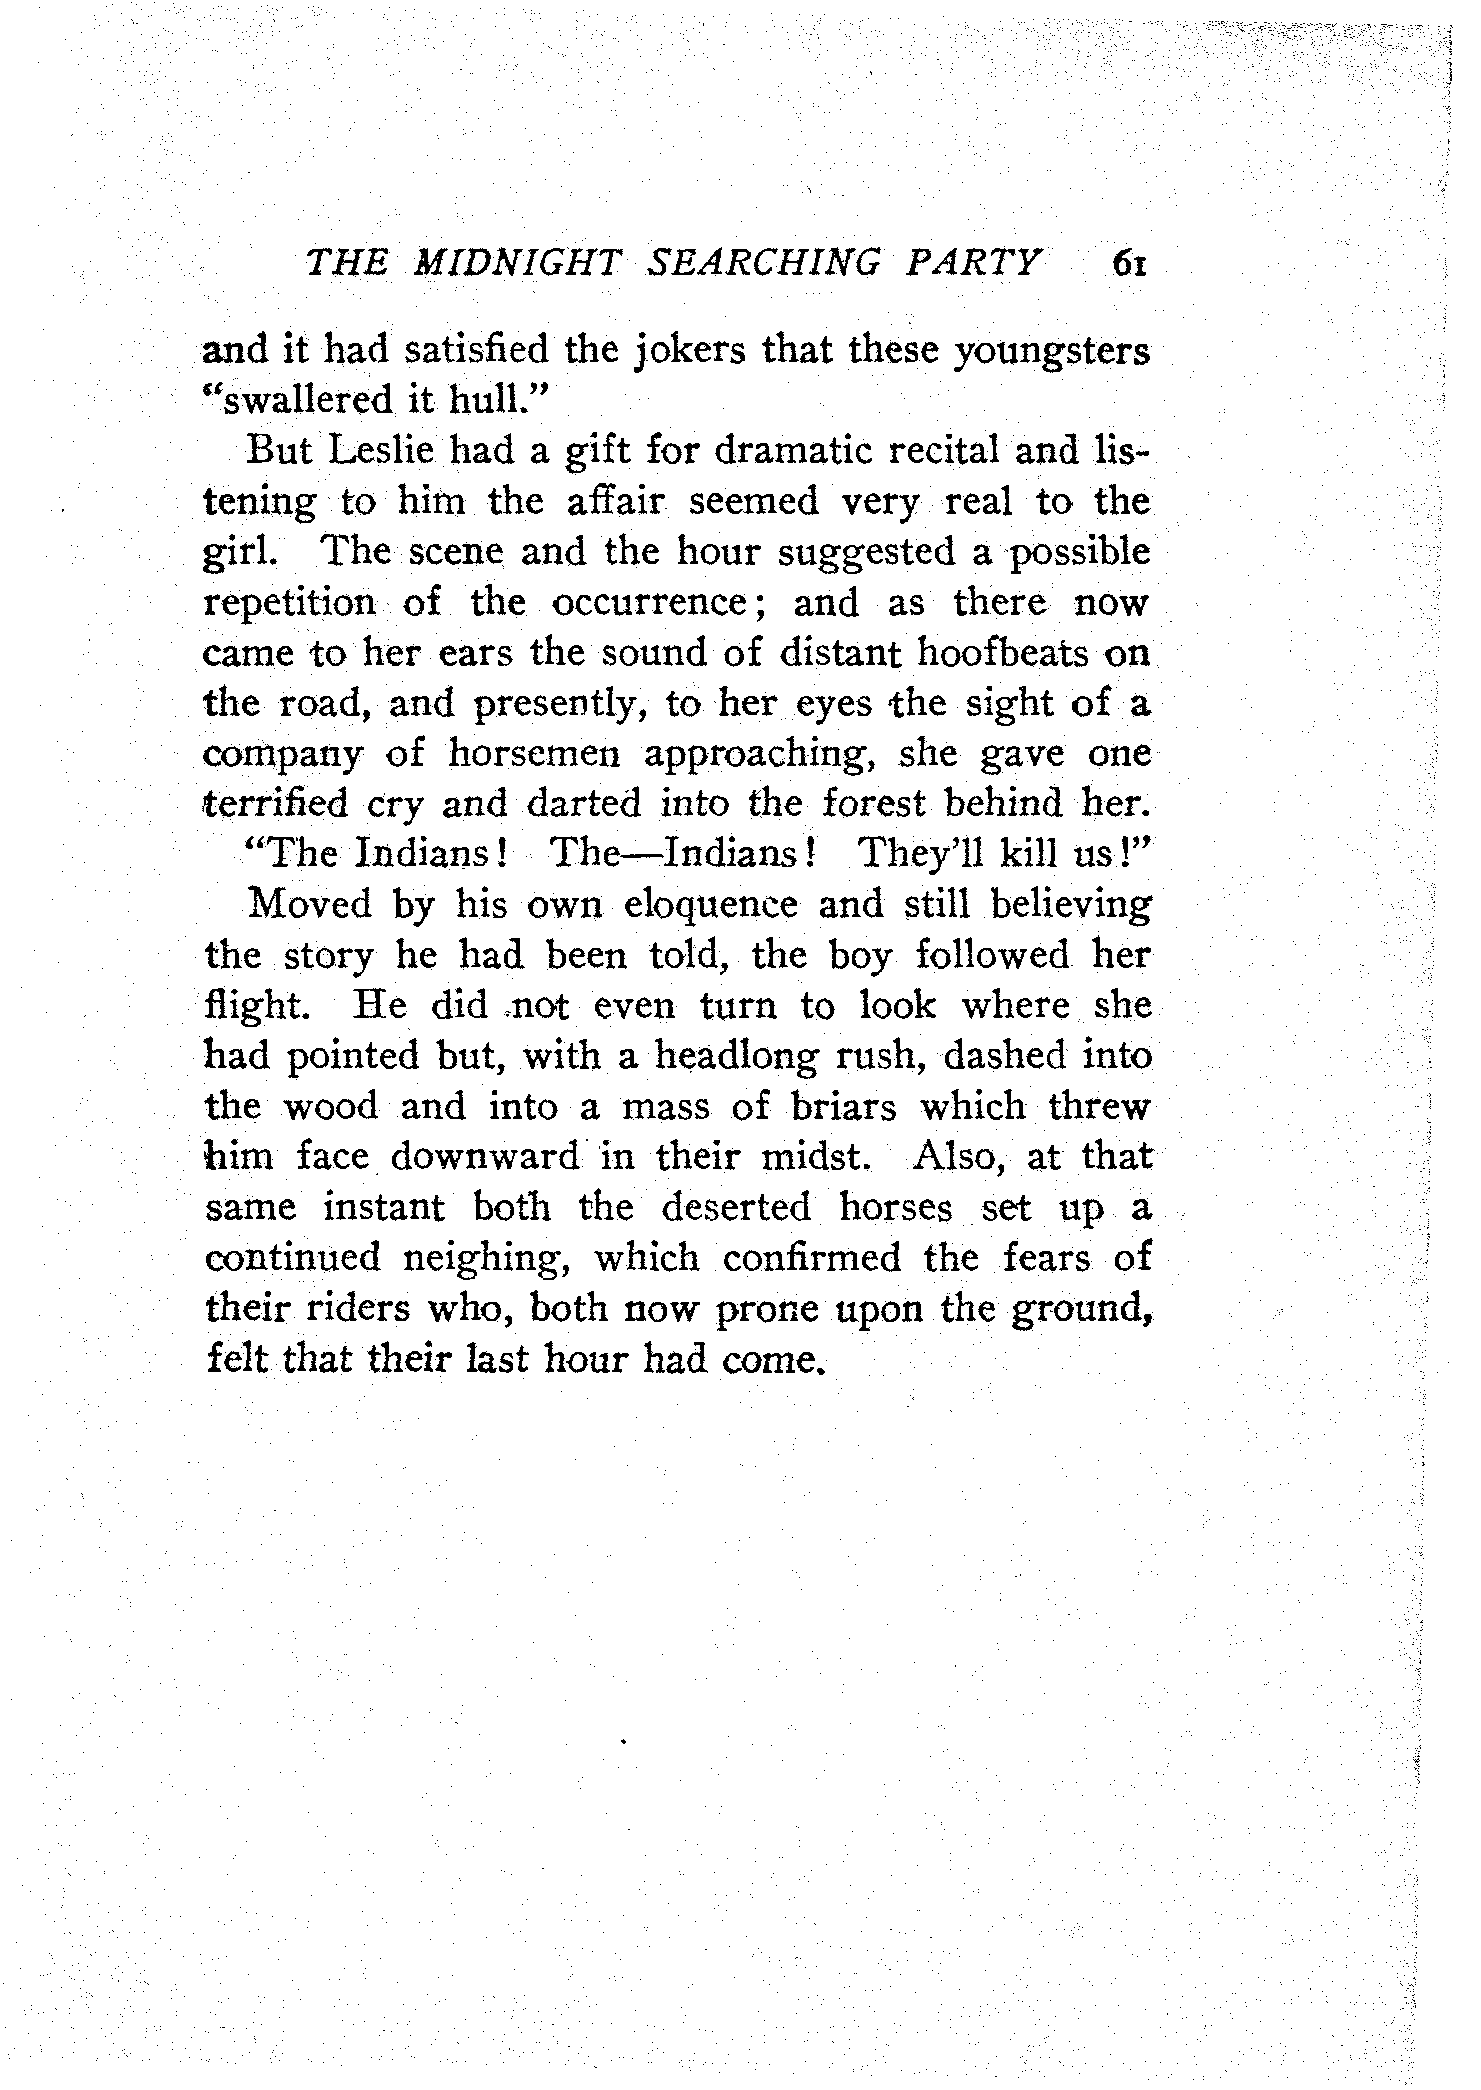 THE MIDNIGHT SEARCHING PARTY 61
and it had satisfied the jokers that these youngsters
“swallered it hull.”
But Leslie had a gift for dramatic recital and lis-
tening to him the affair seemed very real to the
girl. The scene and the hour suggested a possible
repetition of the occurrence; and as there now
came to her ears the sound of distant hoofbeats on
the road, and presently, to her eyes the sight of a
company of horsemen approaching, she gave one
terrified cry and darted into the forest behind her.
“The Indians! The—Indians! They'll kill us!”
Moved by his own eloquence and still believing
the story he had been told, the boy followed her
flight. He did not even turn to look where she
had pointed but, with a headlong rush, dashed into
the wood and into a mass of briars which threw
him face downward in their midst. Also, at that
same instant both the deserted horses set up a
continued neighing, which confirmed the fears of
their riders who, both now prone upon the ground,
felt that their last hour had come.